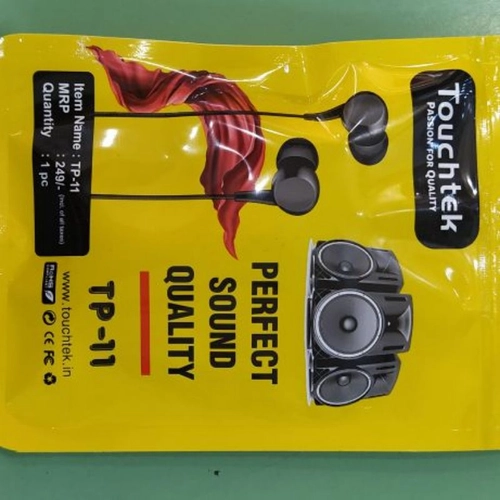 Touchtek
PASSION FOR QUALITY
PERFECT
SOUND
QUALITY
TP-11
Item Name : TP-11
MRP : 249/- (Incl. of all taxes)
Quantity : 1 pc
www.touchtek.in
RoHS
CE FC